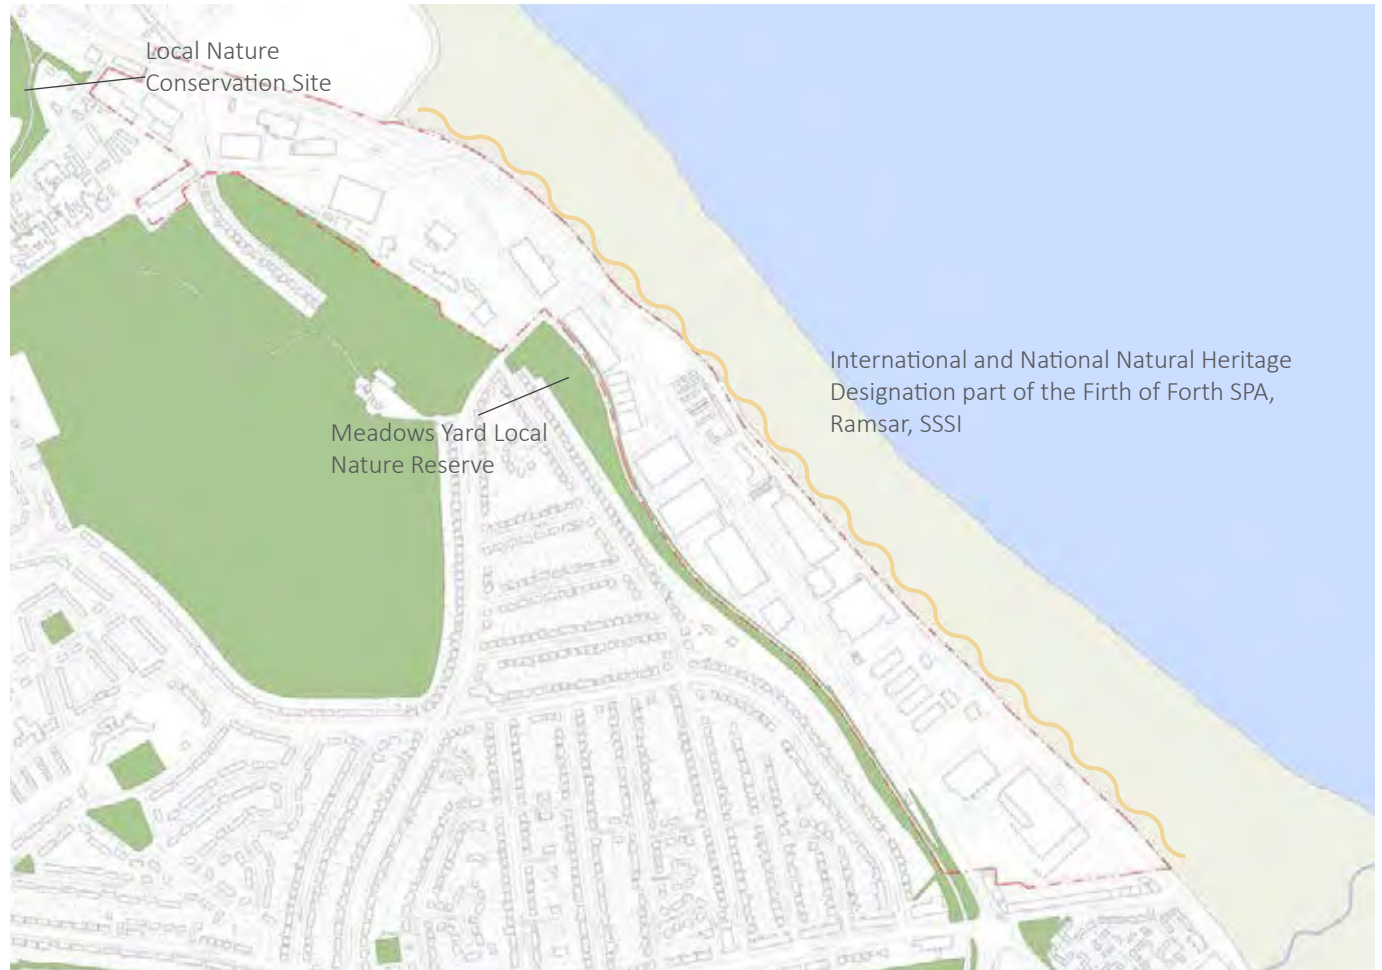 Local Nature
Conservation Site
International and National Natural Heritage
Designation part of the Firth of Forth SPA,
Ramsar, SSSI
Meadows Yard Local
Nature Reserve